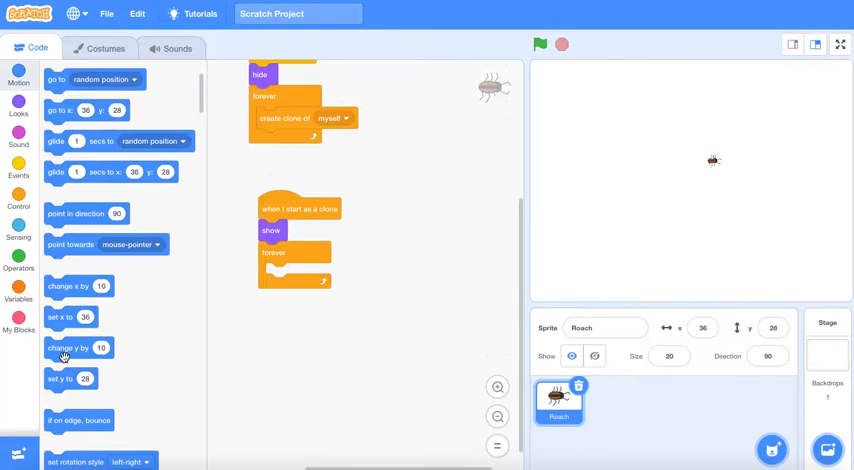 SCRATCH File Edit Tutorials Scratch Project
Code Costumes Sounds
Motion
Looks
Sound
Events
Control
Sensing
Operators
Variables
My Blocks
go to random position
go to x: 36 y: 28
glide 1 secs to random position
glide 1 secs to x: 36 y: 28
point in direction 90
point towards mouse-pointer
change x by 10
set x to 36
change y by 10
set y to 28
if on edge, bounce
set rotation style left-right
hide
forever
create clone of myself
when I start as a clone
show
forever
Sprite Roach x 36 y 28
Show Size 20 Direction 90
Roach
Stage
Backdrops
1